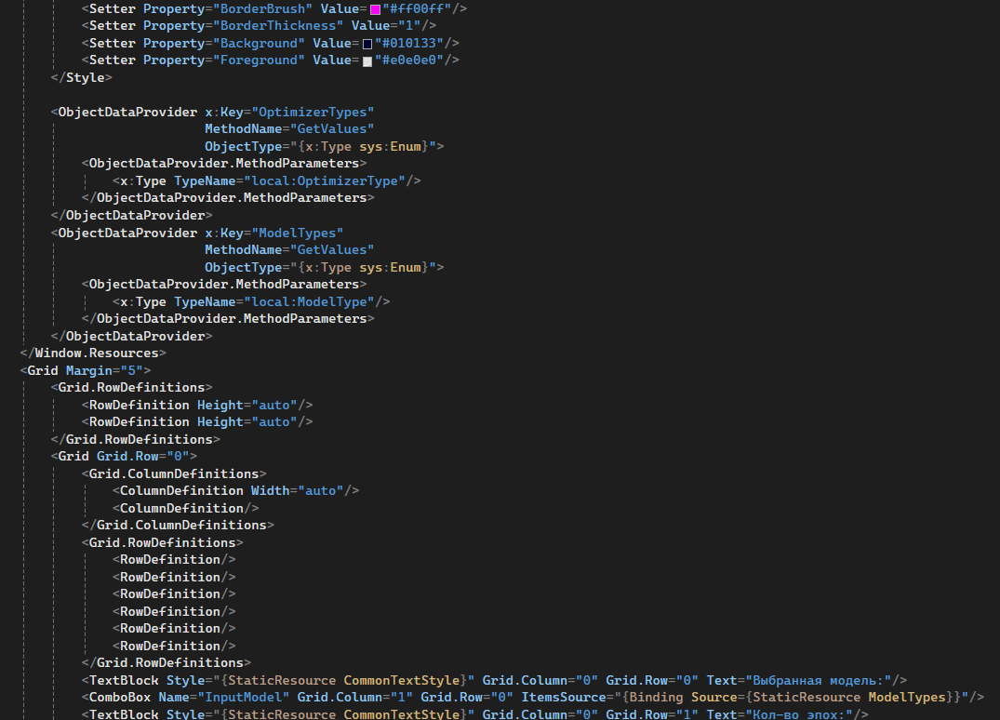 <Setter Property="BorderBrush" Value="#ff00ff"/>
<Setter Property="BorderThickness" Value="1"/>
<Setter Property="Background" Value="#010133"/>
<Setter Property="Foreground" Value="#e0e0e0"/>
</Style>
<ObjectDataProvider x:Key="OptimizerTypes"
MethodName="GetValues"
ObjectType="{x:Type sys:Enum}">
<ObjectDataProvider.MethodParameters>
<x:Type TypeName="local:OptimizerType"/>
</ObjectDataProvider.MethodParameters>
</ObjectDataProvider>
<ObjectDataProvider x:Key="ModelTypes"
MethodName="GetValues"
ObjectType="{x:Type sys:Enum}">
<ObjectDataProvider.MethodParameters>
<x:Type TypeName="local:ModelType"/>
</ObjectDataProvider.MethodParameters>
</ObjectDataProvider>
</Window.Resources>
<Grid Margin="5">
<Grid.RowDefinitions>
<RowDefinition Height="auto"/>
<RowDefinition Height="auto"/>
</Grid.RowDefinitions>
<Grid Grid.Row="0">
<Grid.ColumnDefinitions>
<ColumnDefinition Width="auto"/>
<ColumnDefinition/>
</Grid.ColumnDefinitions>
<Grid.RowDefinitions>
<RowDefinition/>
<RowDefinition/>
<RowDefinition/>
<RowDefinition/>
<RowDefinition/>
<RowDefinition/>
</Grid.RowDefinitions>
<TextBlock Style="{StaticResource CommonTextStyle}" Grid.Column="0" Grid.Row="0" Text="Выбранная модель:"/>
<ComboBox Name="InputModel" Grid.Column="1" Grid.Row="0" ItemsSource="{Binding Source={StaticResource ModelTypes}}"/>
<TextBlock Style="{StaticResource CommonTextStyle}" Grid.Column="0" Grid.Row="1" Text="Кол-во эпох:"/>